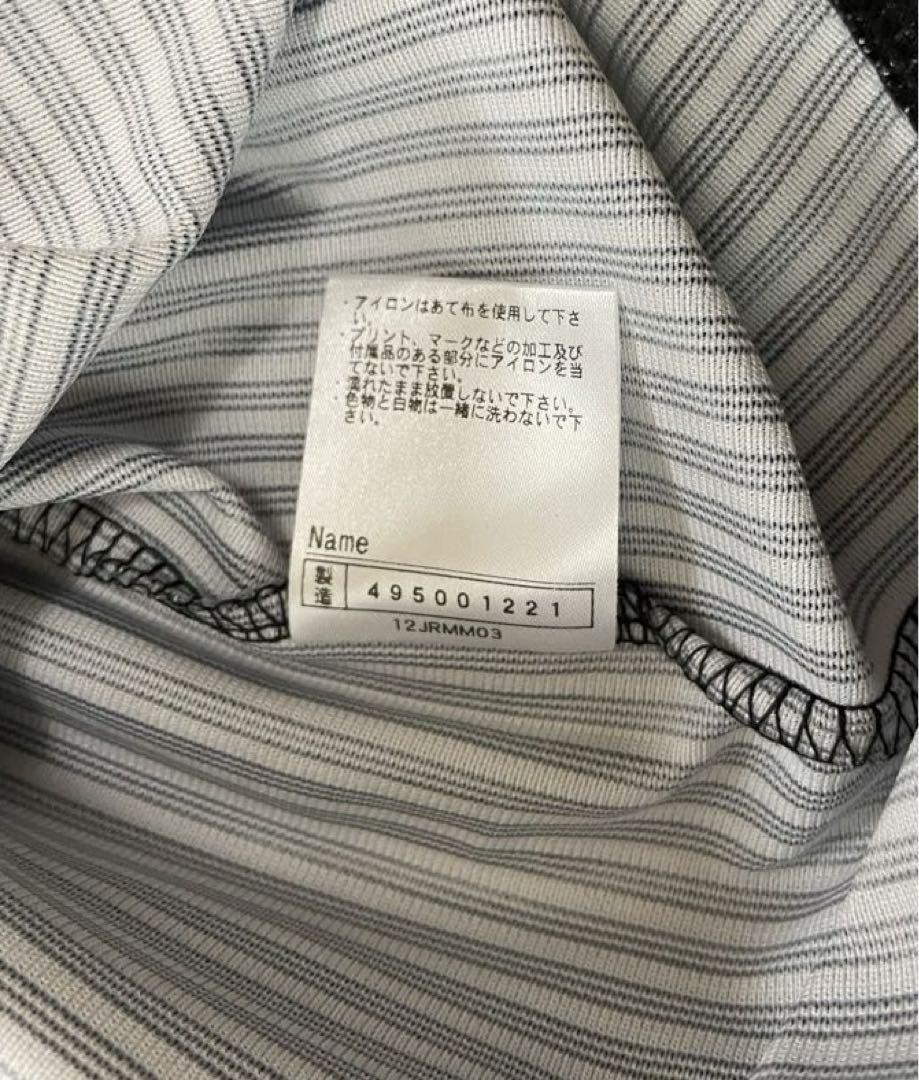 ・アイロンはあて布を使用して下さ
い。
・プリント、マークなどの加工及び
付属品のある部分にアイロンを当
てないで下さい。
・濡れたまま放置しないで下さい。
・色物と白物は一緒に洗わないで下
さい。
Name
製造 495001221
12JRMM03